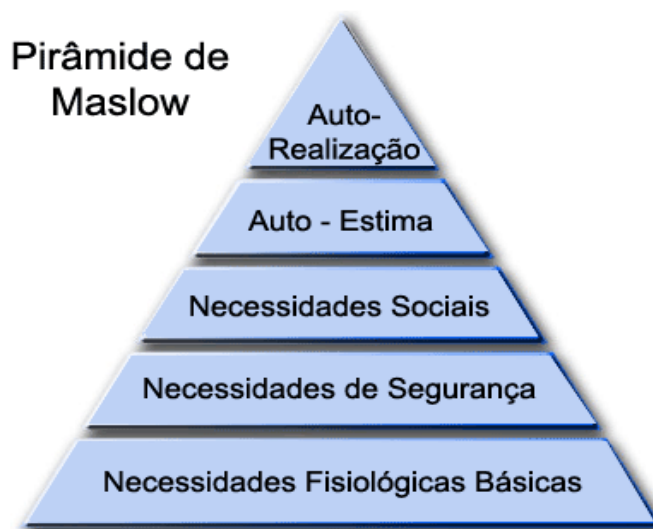 Pirâmide de
Maslow
Auto-
Realização
Auto - Estima
Necessidades Sociais
Necessidades de Segurança
Necessidades Fisiológicas Básicas